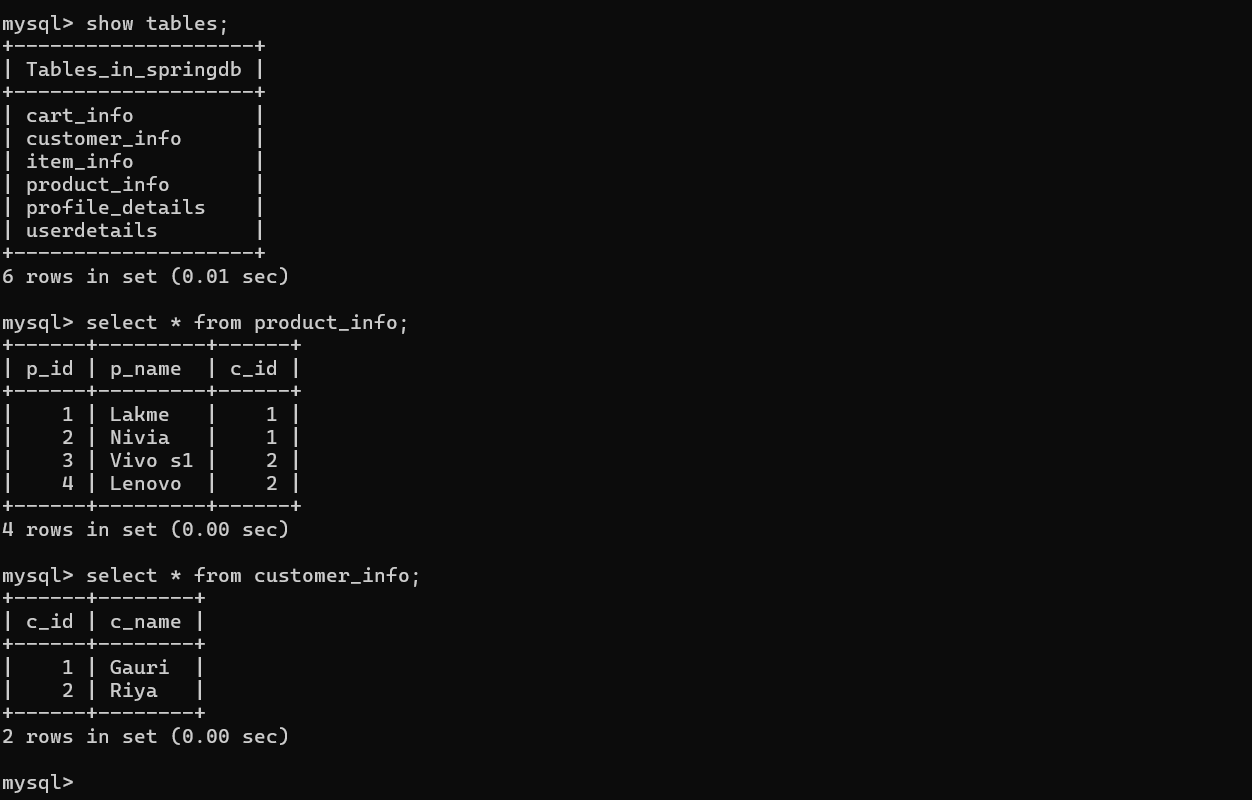 mysql> show tables;
+--------------------+
| Tables_in_springdb |
+--------------------+
| cart_info          |
| customer_info      |
| item_info          |
| product_info       |
| profile_details    |
| userdetails        |
+--------------------+
6 rows in set (0.01 sec)

mysql> select * from product_info;
+------+---------+------+
| p_id | p_name  | c_id |
+------+---------+------+
|    1 | Lakme   |    1 |
|    2 | Nivia   |    1 |
|    3 | Vivo s1 |    2 |
|    4 | Lenovo  |    2 |
+------+---------+------+
4 rows in set (0.00 sec)

mysql> select * from customer_info;
+------+--------+
| c_id | c_name |
+------+--------+
|    1 | Gauri  |
|    2 | Riya   |
+------+--------+
2 rows in set (0.00 sec)

mysql>